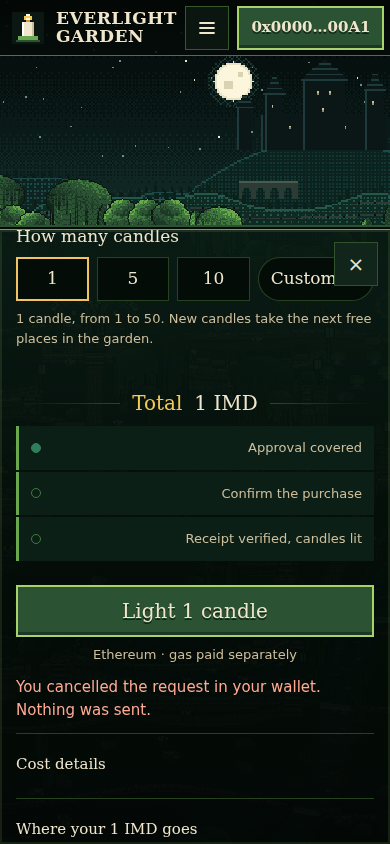 EVERLIGHT
GARDEN
0x0000...00A1
How many candles
1
5
10
Custom
1 candle, from 1 to 50. New candles take the next free
places in the garden.
Total 1 IMD
Approval covered
Confirm the purchase
Receipt verified, candles lit
Light 1 candle
Ethereum · gas paid separately
You cancelled the request in your wallet.
Nothing was sent.
Cost details
Where your 1 IMD goes